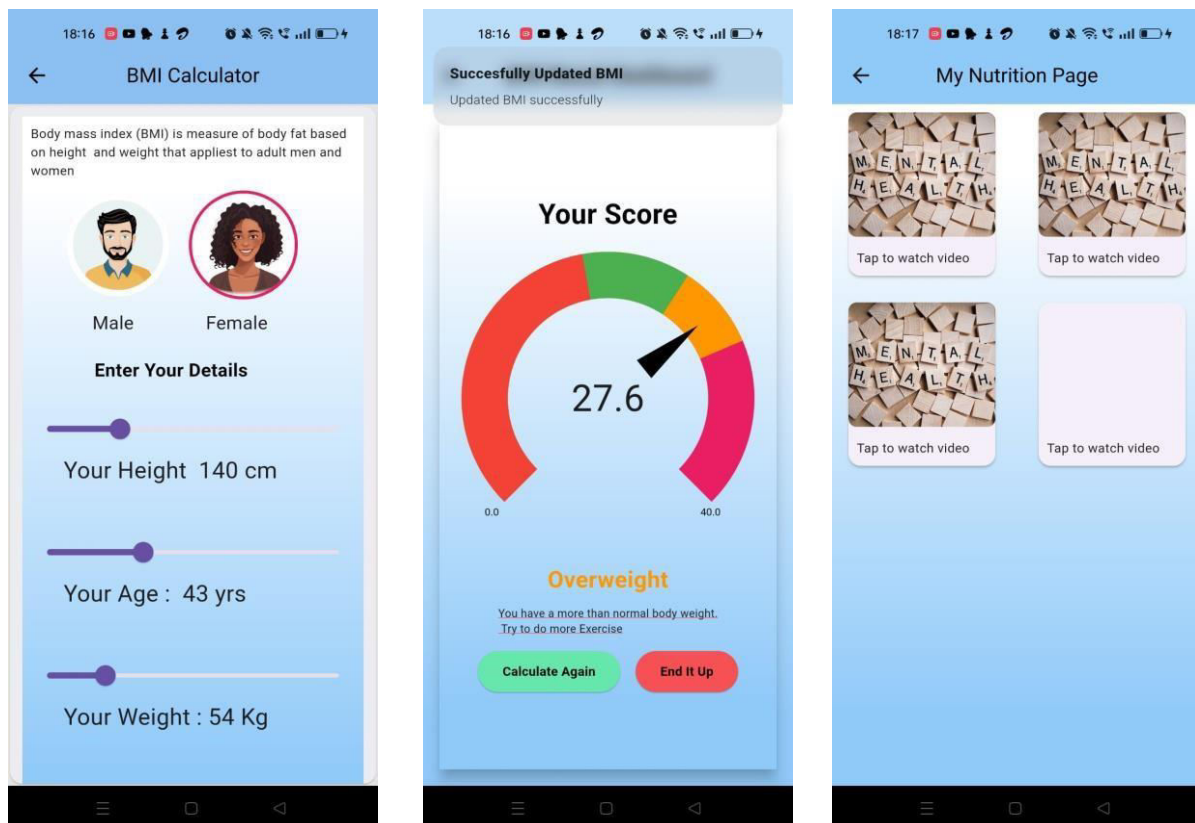 18:16
BMI Calculator
Body mass index (BMI) is measure of body fat based
on height and weight that appliest to adult men and
women
Male Female
Enter Your Details
Your Height 140 cm
Your Age : 43 yrs
Your Weight : 54 Kg
18:16
Succesfully Updated BMI
Updated BMI successfully
Your Score
27.6
0.0 40.0
Overweight
You have a more than normal body weight.
Try to do more Exercise
Calculate Again End It Up
18:17
My Nutrition Page
MENTAL MENTAL
HEALTH HEALTH
Tap to watch video Tap to watch video
MENTAL
HEALTH
Tap to watch video Tap to watch video